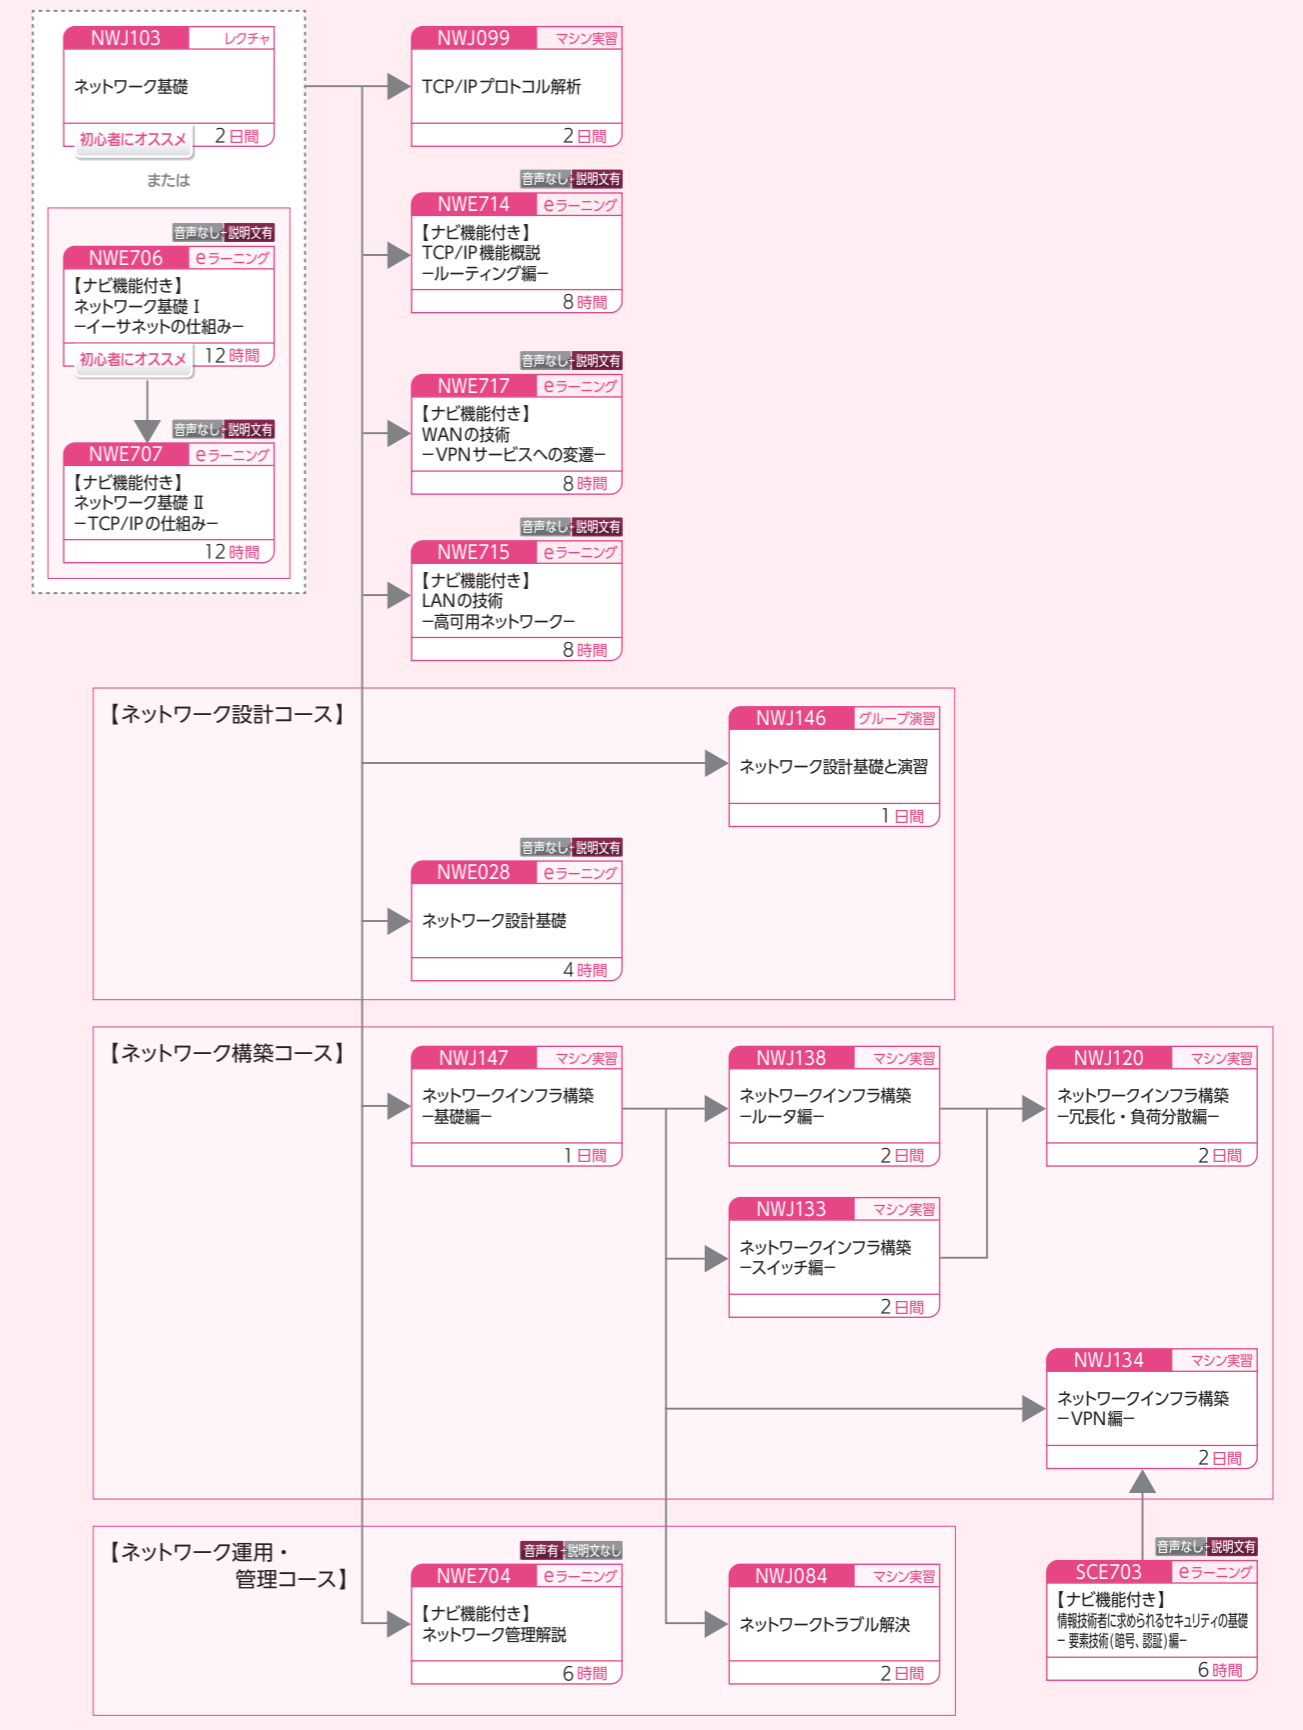 NWJ103 レクチャ
ネットワーク基礎
初心者にオススメ 2日間
または
音声なし+説明文有
NWE706 eラーニング
【ナビ機能付き】
ネットワーク基礎 Ⅰ
−イーサネットの仕組み−
初心者にオススメ 12時間
音声なし+説明文有
NWE707 eラーニング
【ナビ機能付き】
ネットワーク基礎 Ⅱ
−TCP/IPの仕組み−
12時間
NWJ099 マシン実習
TCP/IPプロトコル解析
2日間
音声なし+説明文有
NWE714 eラーニング
【ナビ機能付き】
TCP/IP機能概説
−ルーティング編−
8時間
音声なし+説明文有
NWE717 eラーニング
【ナビ機能付き】
WANの技術
−VPNサービスへの変遷−
8時間
音声なし+説明文有
NWE715 eラーニング
【ナビ機能付き】
LANの技術
−高可用ネットワーク−
8時間
【ネットワーク設計コース】
NWJ146 グループ演習
ネットワーク設計基礎と演習
1日間
音声なし+説明文有
NWE028 eラーニング
ネットワーク設計基礎
4時間
【ネットワーク構築コース】
NWJ147 マシン実習
ネットワークインフラ構築
−基礎編−
1日間
NWJ138 マシン実習
ネットワークインフラ構築
−ルータ編−
2日間
NWJ120 マシン実習
ネットワークインフラ構築
−冗長化・負荷分散編−
2日間
NWJ133 マシン実習
ネットワークインフラ構築
−スイッチ編−
2日間
NWJ134 マシン実習
ネットワークインフラ構築
−VPN編−
2日間
【ネットワーク運用・
管理コース】
音声有+説明文なし
NWE704 eラーニング
【ナビ機能付き】
ネットワーク管理解説
6時間
NWJ084 マシン実習
ネットワークトラブル解決
2日間
音声なし+説明文有
SCE703 eラーニング
【ナビ機能付き】
情報技術者に求められるセキュリティの基礎
− 要素技術(暗号、認証)編−
6時間